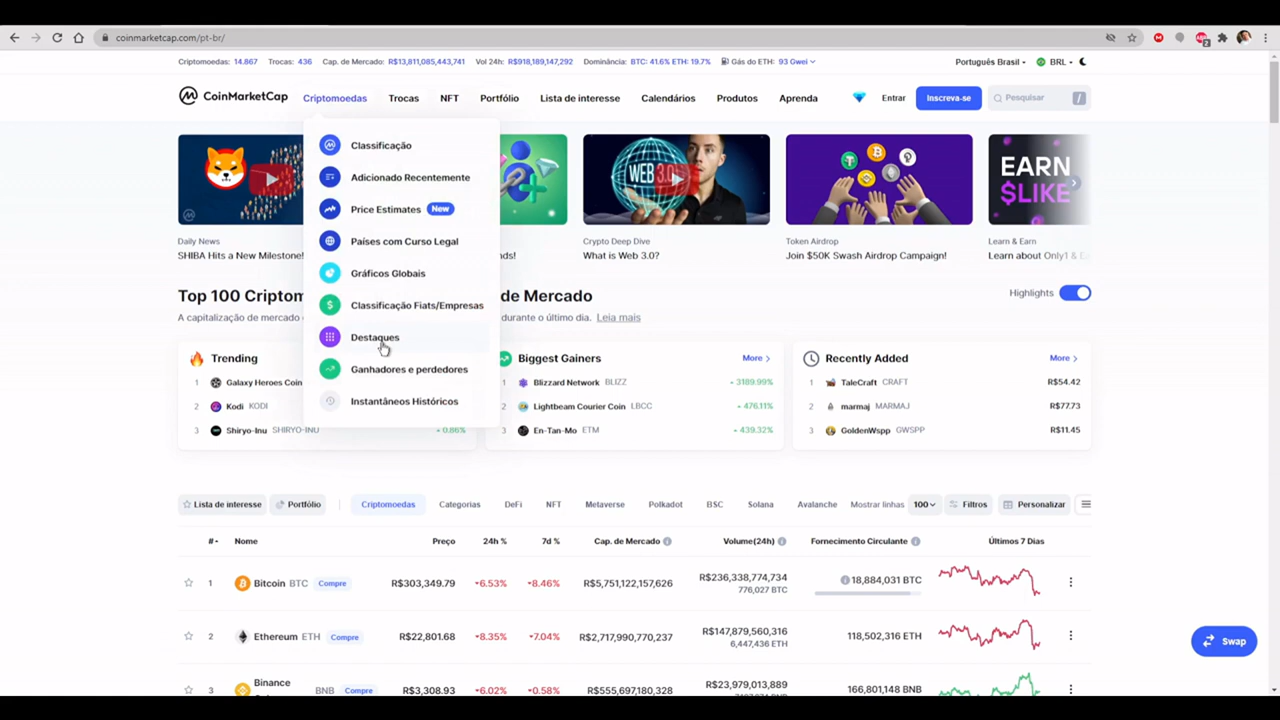 coinmarketcap.com/pt-br/
Criptomoedas: 14.867 Trocas: 436 Cap. de Mercado: R$13,811,085,443,741 Vol 24h: R$918,189,147,292 Dominância: BTC: 41.6% ETH: 19.7% Gás do ETH: 93 Gwei Português Brasil BRL
CoinMarketCap Criptomoedas Trocas NFT Portfólio Lista de interesse Calendários Produtos Aprenda Entrar Inscreva-se Pesquisar /
Classificação
Adicionado Recentemente
Price Estimates New
Países com Curso Legal
Gráficos Globais
Classificação Fiats/Empresas
Destaques
Ganhadores e perdedores
Instantâneos Históricos
WEB 3.0
EARN
$LIKE
Daily News Crypto Deep Dive Token Airdrop Learn & Earn
SHIBA Hits a New Milestone! ds! What is Web 3.0? Join $50K Swash Airdrop Campaign! Learn about Only1 & Ea
Top 100 Criptom de Mercado Highlights
A capitalização de mercado durante o último dia. Leia mais
Trending Biggest Gainers More > Recently Added More >
1 Galaxy Heroes Coin 1 Blizzard Network BLIZZ 3189.99% 1 TaleCraft CRAFT R$54.42
2 Kodi KODI 2 Lightbeam Courier Coin LBCC 476.11% 2 marmaj MARMAJ R$77.73
3 Shiryo-Inu SHIRYO-INU 0.86% 3 En-Tan-Mo ETM 439.32% 3 GoldenWspp GWSPP R$11.45
Lista de interesse Portfólio Criptomoedas Categorias DeFi NFT Metaverse Polkadot BSC Solana Avalanche Mostrar linhas 100 Filtros Personalizar
# Nome Preço 24h % 7d % Cap. de Mercado Volume(24h) Fornecimento Circulante Últimos 7 Dias
1 Bitcoin BTC Compre R$303,349.79 6.53% 8.46% R$5,751,122,157,626 R$236,338,774,734 18,884,031 BTC
776,027 BTC
2 Ethereum ETH Compre R$22,801.68 8.35% 7.04% R$2,717,990,770,237 R$147,879,560,316 118,502,316 ETH
6,447,436 ETH
3 Binance BNB Compre R$3,308.93 6.02% 0.58% R$555,697,180,328 R$23,979,013,889 166,801,148 BNB
Swap